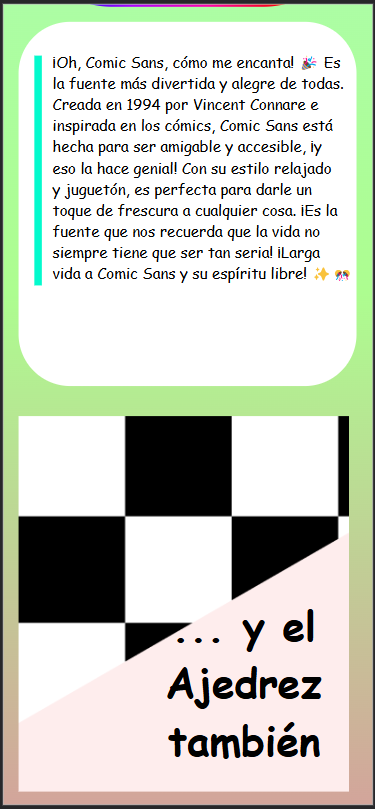 ¡Oh, Comic Sans, cómo me encanta! 🎉 Es
la fuente más divertida y alegre de todas.
Creada en 1994 por Vincent Connare e
inspirada en los cómics, Comic Sans está
hecha para ser amigable y accesible, ¡y
eso la hace genial! Con su estilo relajado
y juguetón, es perfecta para darle un
toque de frescura a cualquier cosa. ¡Es la
fuente que nos recuerda que la vida no
siempre tiene que ser tan seria! ¡Larga
vida a Comic Sans y su espíritu libre! ✨ 🎊
... y el
Ajedrez
también